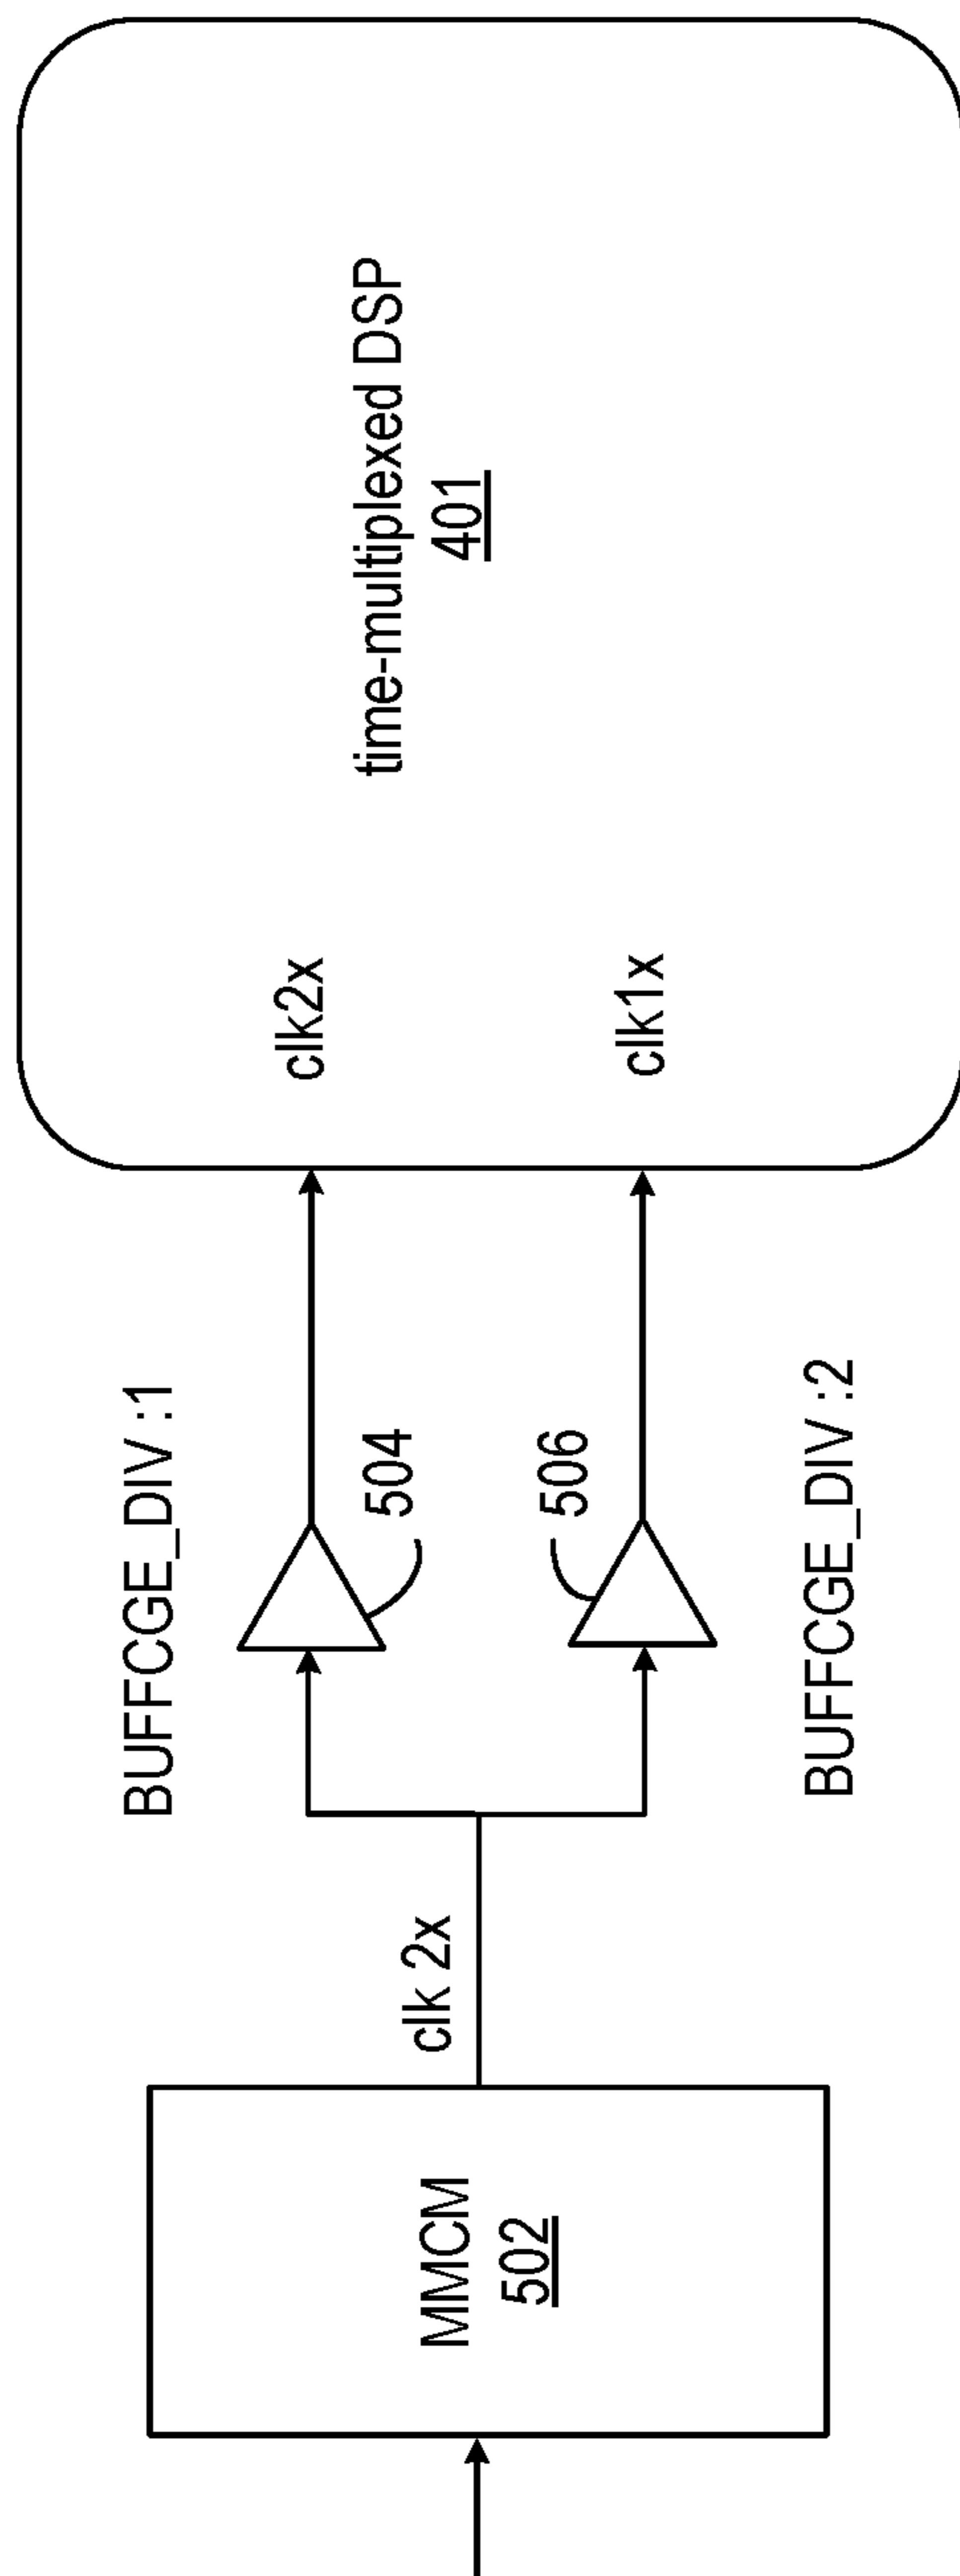 MMCM
502
clk 2x
BUFFCGE_DIV :1
504
506
BUFFCGE_DIV :2
clk2x
clk1x
time-multiplexed DSP
401